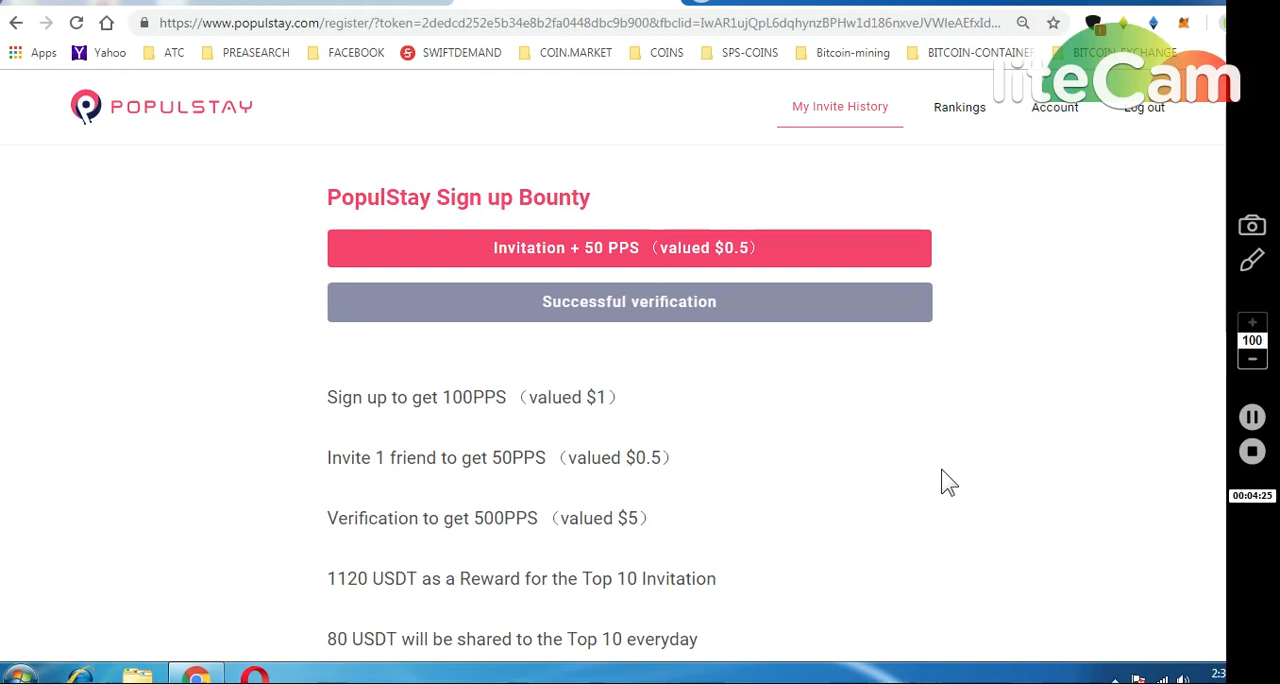 https://www.populstay.com/register/?token=2dedcd252e5b34e8b2fa0448dbc9b900&fbclid=IwAR1ujQpL6dqhynzBPHw1d186nxveJVWleAEfxId...
Apps Yahoo ATC PREASEARCH FACEBOOK SWIFTDEMAND COIN.MARKET COINS SPS-COINS Bitcoin-mining BITCOIN-CONTAINER BITCOIN-EXCHANGE
liteCam
POPULSTAY My Invite History Rankings Account Log out
PopulStay Sign up Bounty
Invitation + 50 PPS （valued $0.5）
Successful verification
Sign up to get 100PPS （valued $1）
Invite 1 friend to get 50PPS （valued $0.5）
Verification to get 500PPS （valued $5）
1120 USDT as a Reward for the Top 10 Invitation
80 USDT will be shared to the Top 10 everyday
100
00:04:25